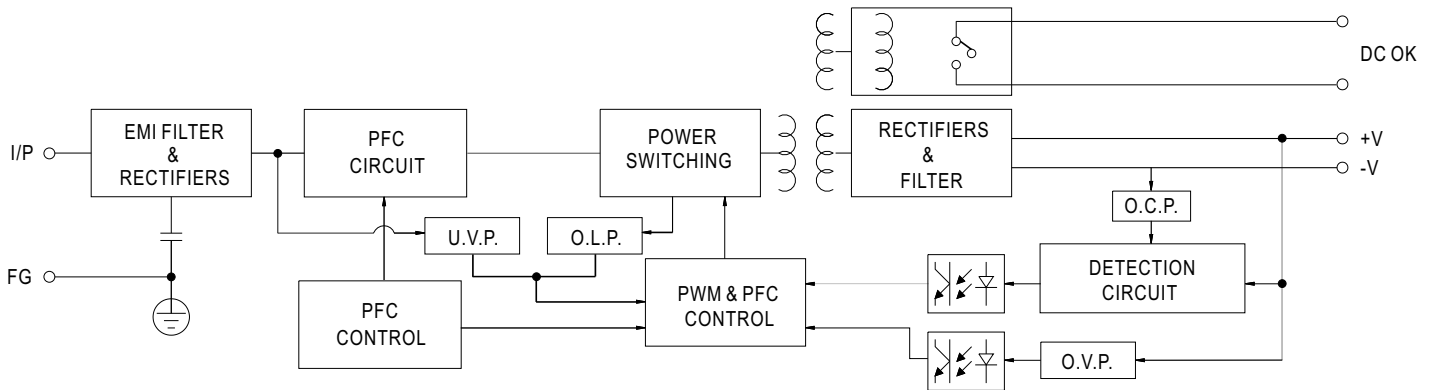 DC OK
I/P
EMI FILTER
&
RECTIFIERS
PFC
CIRCUIT
POWER
SWITCHING
RECTIFIERS
&
FILTER
+V
-V
O.C.P.
U.V.P.
O.L.P.
FG
PFC
CONTROL
PWM & PFC
CONTROL
DETECTION
CIRCUIT
O.V.P.